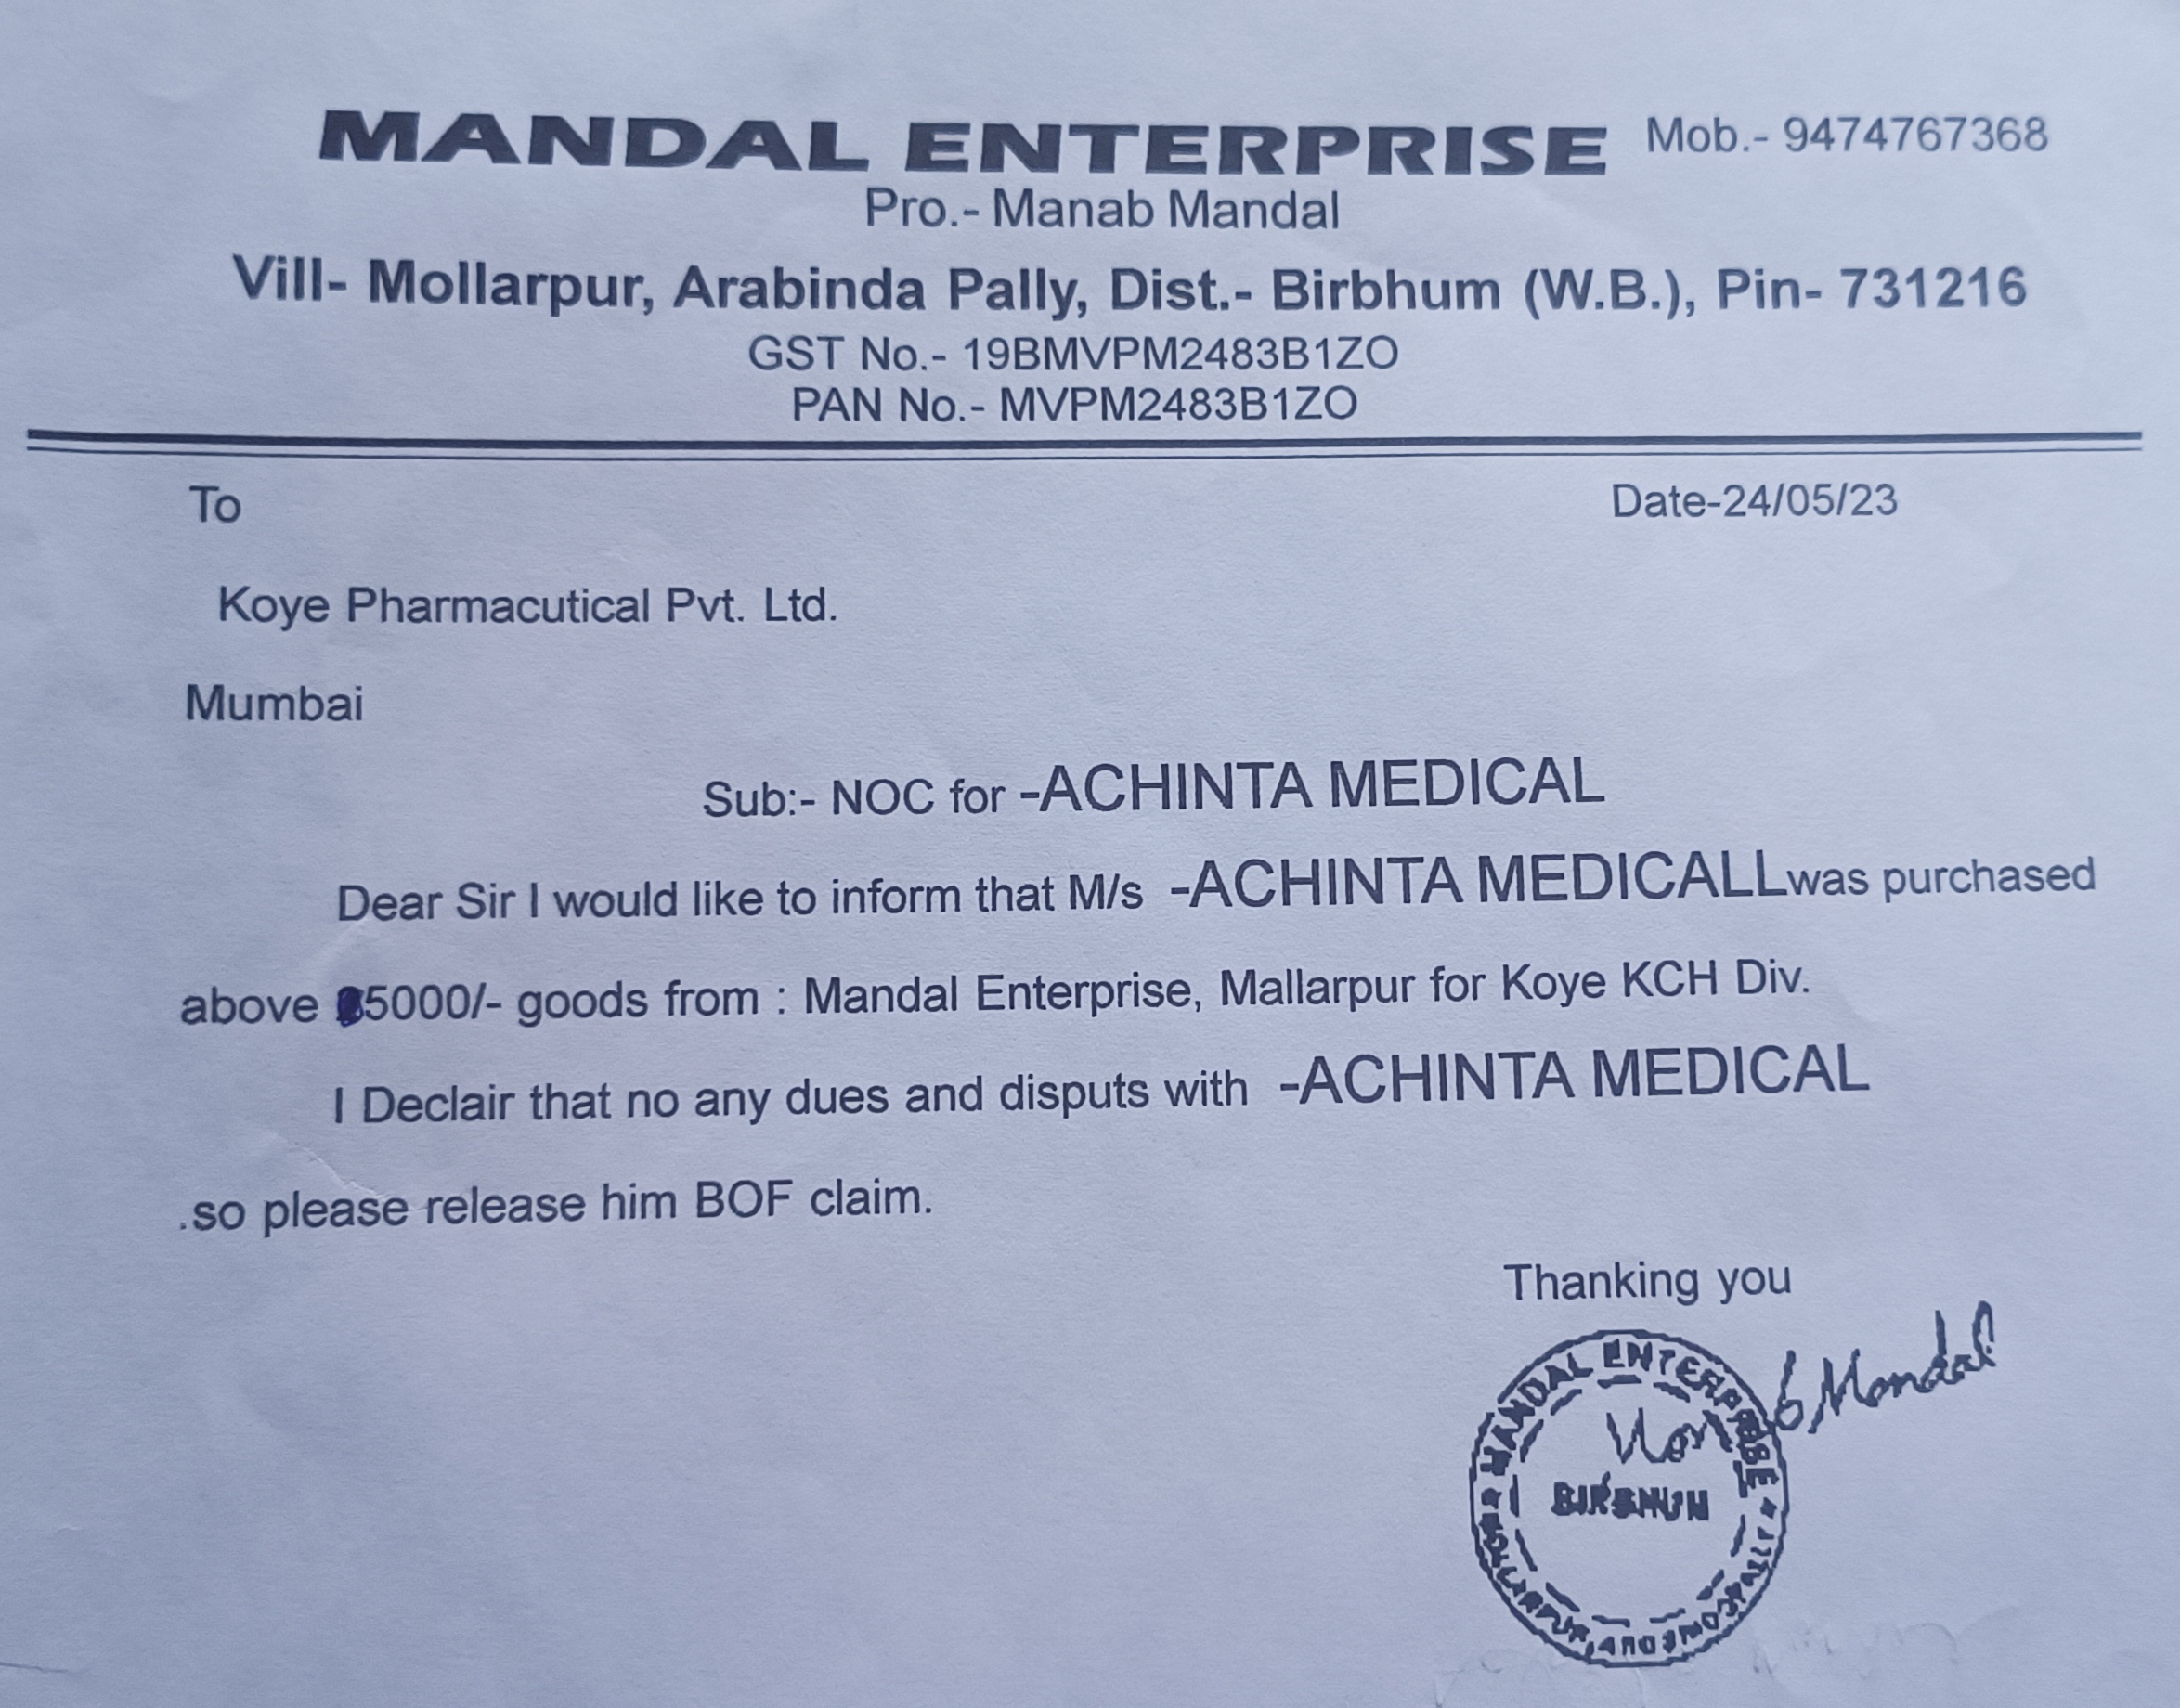 MANDAL ENTERPRISE Mob.- 9474767368
Pro.- Manab Mandal
Vill- Mollarpur, Arabinda Pally, Dist.- Birbhum (W.B.), Pin- 731216
GST No.- 19BMVPM2483B1ZO
PAN No.- MVPM2483B1ZO
To Date-24/05/23
Koye Pharmacutical Pvt. Ltd.
Mumbai
Sub:- NOC for -ACHINTA MEDICAL
Dear Sir I would like to inform that M/s -ACHINTA MEDICALLwas purchased
above 5000/- goods from : Mandal Enterprise, Mallarpur for Koye KCH Div.
I Declair that no any dues and disputs with -ACHINTA MEDICAL
.so please release him BOF claim.
Thanking you
Mandal
MANDAL ENTERPRISE